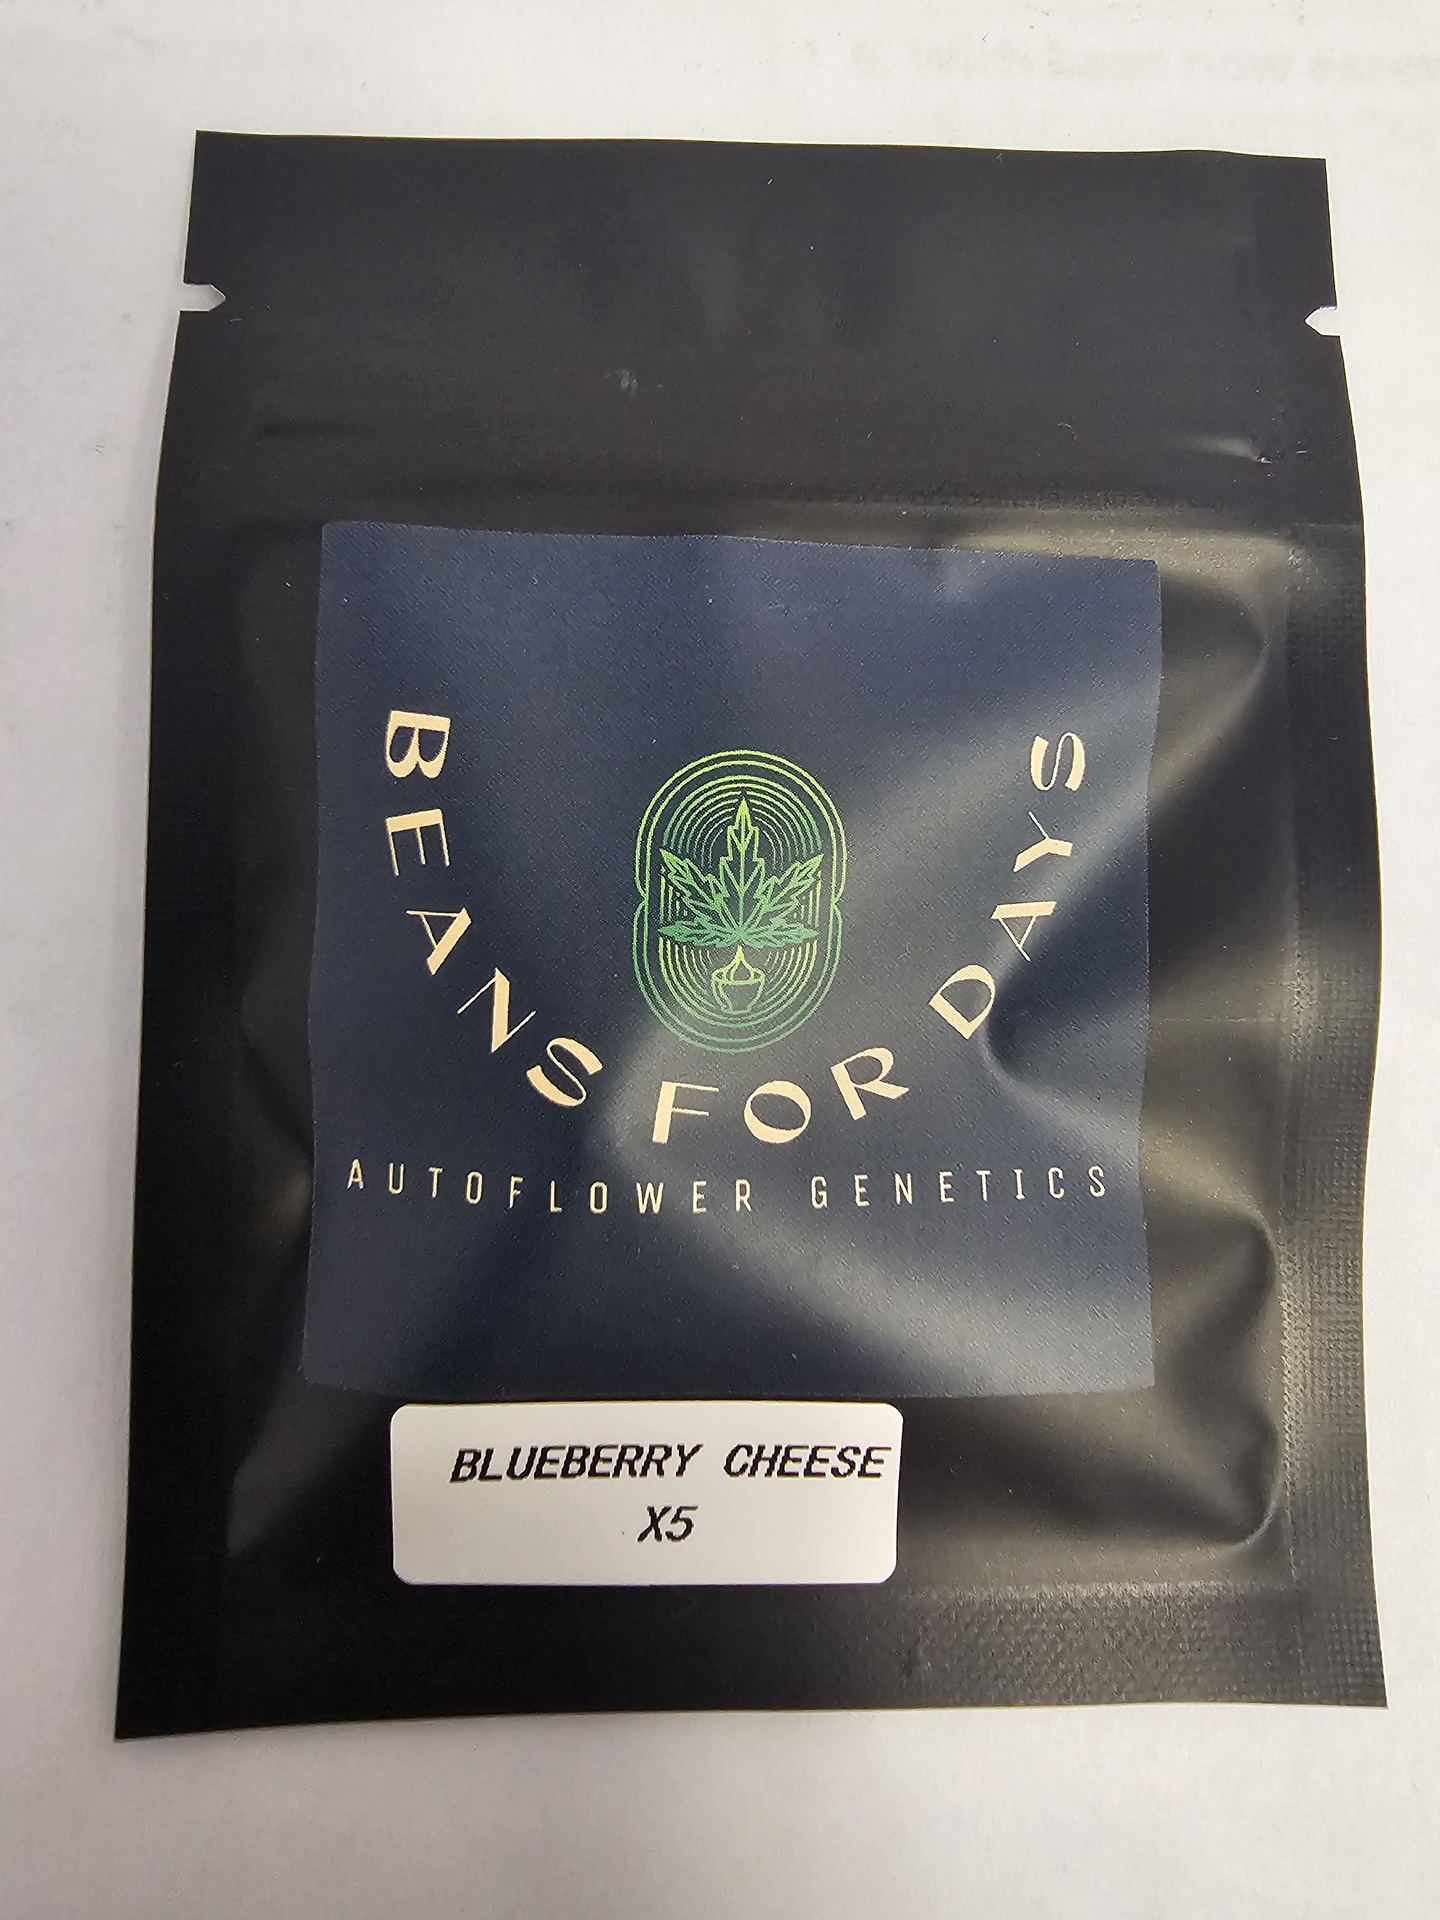 BEANS FOR DAYS
AUTOFLOWER GENETICS
BLUEBERRY CHEESE
X5